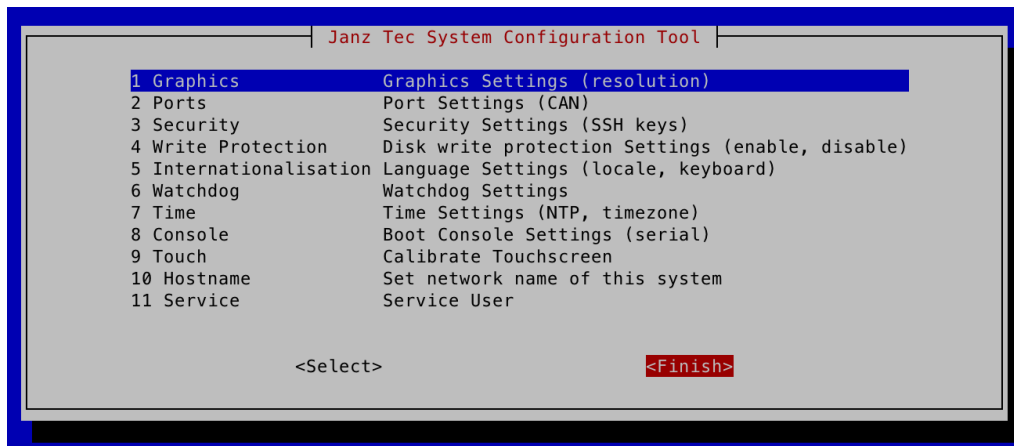 Janz Tec System Configuration Tool
1 Graphics Graphics Settings (resolution)
2 Ports Port Settings (CAN)
3 Security Security Settings (SSH keys)
4 Write Protection Disk write protection Settings (enable, disable)
5 Internationalisation Language Settings (locale, keyboard)
6 Watchdog Watchdog Settings
7 Time Time Settings (NTP, timezone)
8 Console Boot Console Settings (serial)
9 Touch Calibrate Touchscreen
10 Hostname Set network name of this system
11 Service Service User
<Select> <Finish>